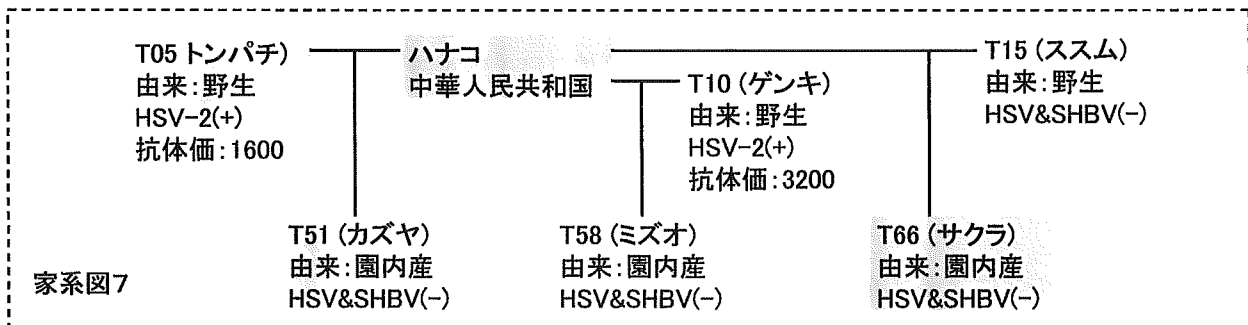 T05 トンパチ)
由来:野生
HSV-2(+)
抗体価:1600
ハナコ
中華人民共和国
T10 (ゲンキ)
由来:野生
HSV-2(+)
抗体価:3200
T15 (ススム)
由来:野生
HSV&SHBV(-)
T51 (カズヤ)
由来:園内産
HSV&SHBV(-)
T58 (ミズオ)
由来:園内産
HSV&SHBV(-)
T66 (サクラ)
由来:園内産
HSV&SHBV(-)
家系図7